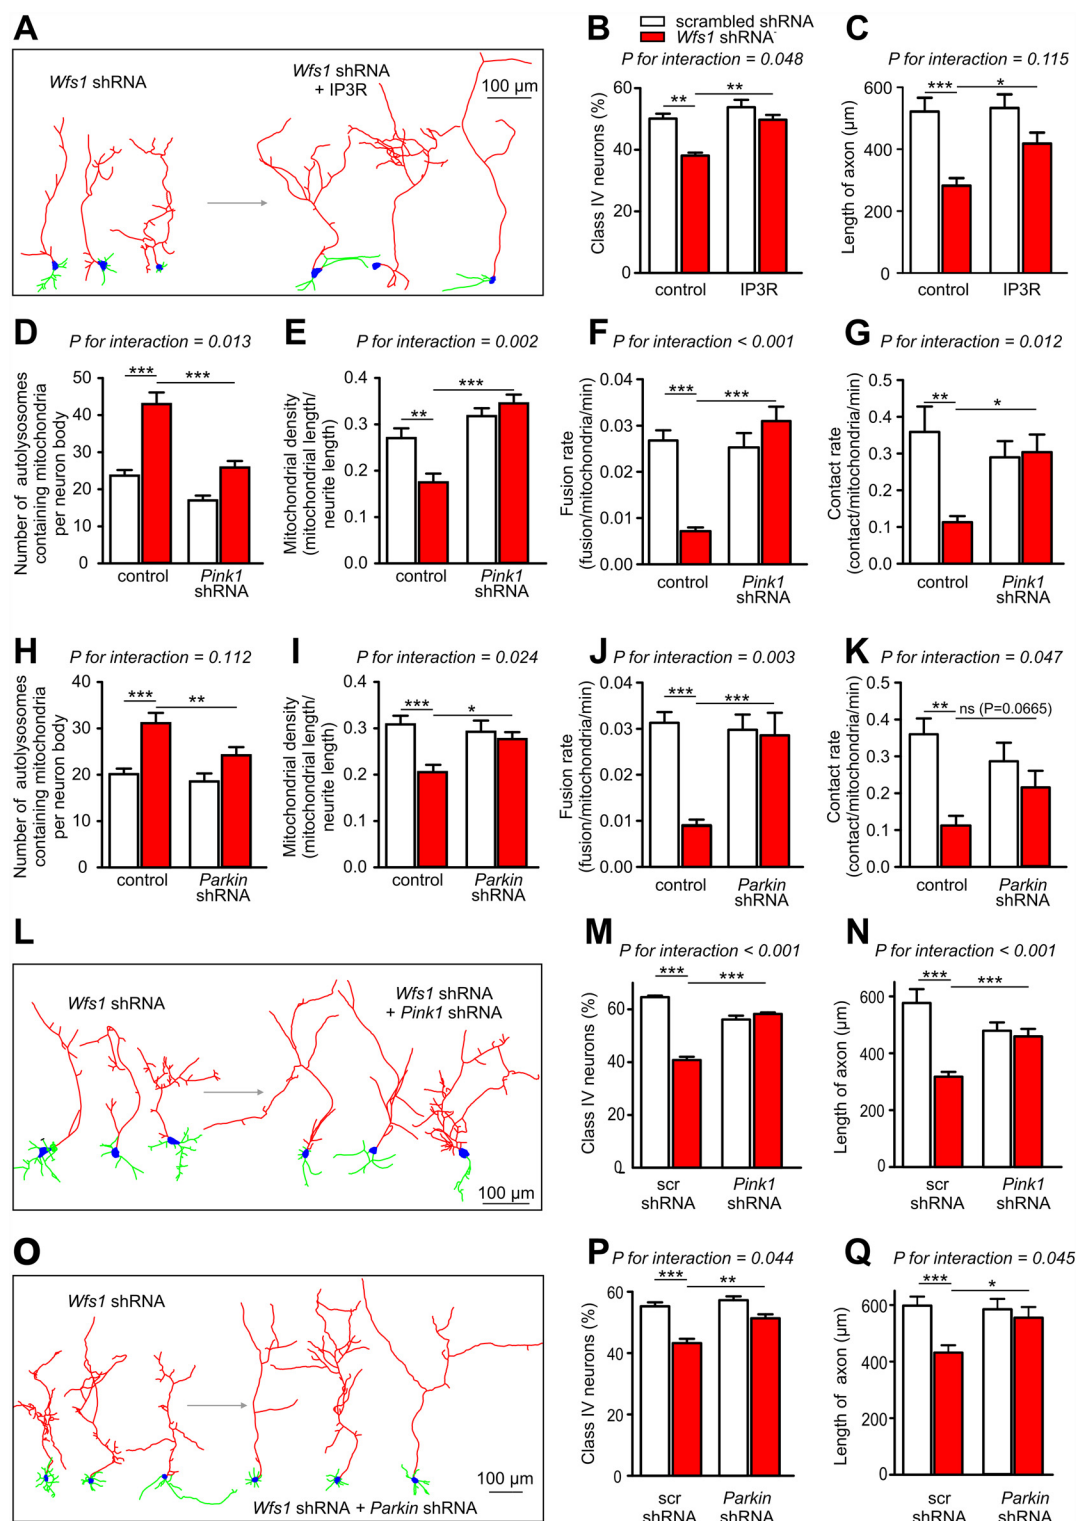 A
Wfs1 shRNA
Wfs1 shRNA
+ IP3R
100 µm
scrambled shRNA
Wfs1 shRNA-
B
P for interaction = 0.048
Class IV neurons (%)
60
40
20
0
**
**
control
IP3R
C
P for interaction = 0.115
Length of axon (µm)
600
400
200
0
***
*
control
IP3R
D
P for interaction = 0.013
Number of autolysosomes
containing mitochondria
per neuron body
50
40
30
20
10
0
***
***
control
Pink1
shRNA
E
P for interaction = 0.002
Mitochondrial density
(mitochondrial length/
neurite length)
0.4
0.3
0.2
0.1
0.0
**
***
control
Pink1
shRNA
F
P for interaction < 0.001
Fusion rate
(fusion/mitochondria/min)
0.04
0.03
0.02
0.01
0.00
***
***
control
Pink1
shRNA
G
P for interaction = 0.012
Contact rate
(contact/mitochondria/min)
0.5
0.4
0.3
0.2
0.1
0.0
**
*
control
Pink1
shRNA
H
P for interaction = 0.112
Number of autolysosomes
containing mitochondria
per neuron body
50
40
30
20
10
0
***
**
control
Parkin
shRNA
I
P for interaction = 0.024
Mitochondrial density
(mitochondrial length/
neurite length)
0.4
0.3
0.2
0.1
0.0
***
*
control
Parkin
shRNA
J
P for interaction = 0.003
Fusion rate
(fusion/mitochondria/min)
0.04
0.03
0.02
0.01
0.00
***
***
control
Parkin
shRNA
K
P for interaction = 0.047
Contact rate
(contact/mitochondria/min)
0.5
0.4
0.3
0.2
0.1
0.0
**
ns (P=0.0665)
control
Parkin
shRNA
L
Wfs1 shRNA
Wfs1 shRNA
+ Pink1 shRNA
100 µm
M
P for interaction < 0.001
Class IV neurons (%)
60
40
20
0
***
***
scr
shRNA
Pink1
shRNA
N
P for interaction < 0.001
Length of axon (µm)
600
400
200
0
***
***
scr
shRNA
Pink1
shRNA
O
Wfs1 shRNA
Wfs1 shRNA + Parkin shRNA
100 µm
P
P for interaction = 0.044
Class IV neurons (%)
60
40
20
0
***
**
scr
shRNA
Parkin
shRNA
Q
P for interaction = 0.045
Length of axon (µm)
600
400
200
0
***
*
scr
shRNA
Parkin
shRNA